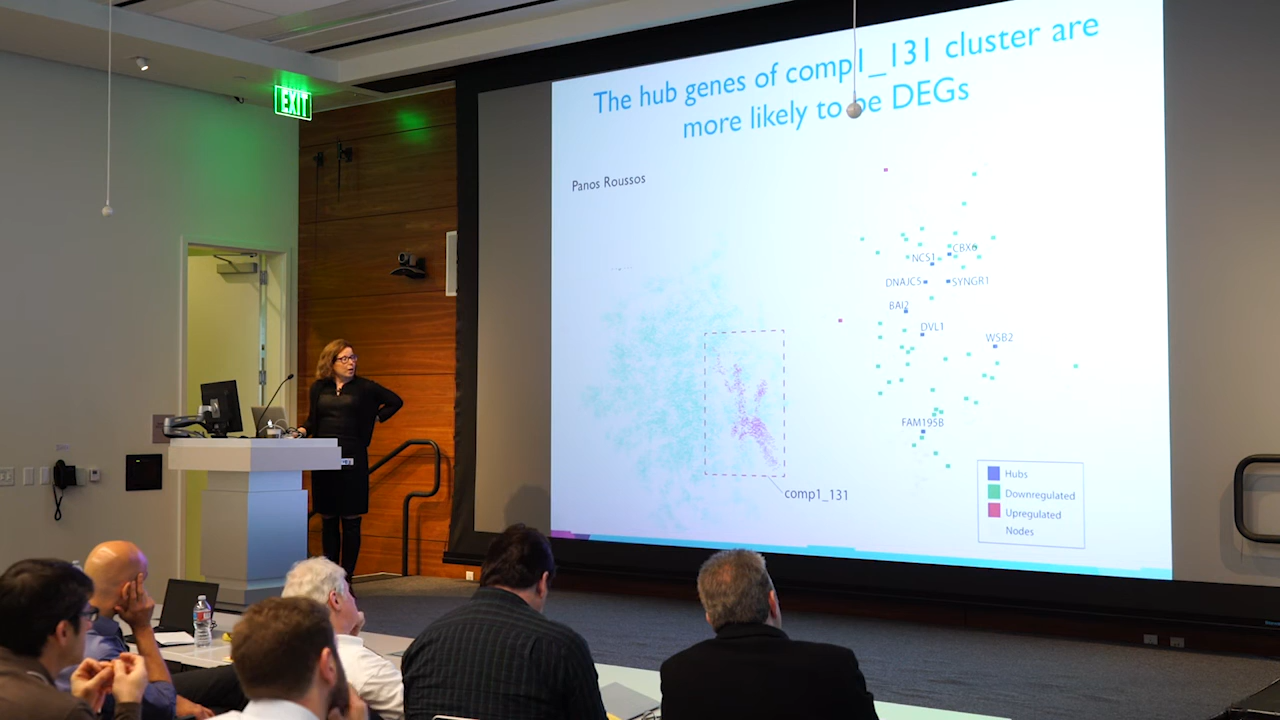 EXIT
The hub genes of comp1_131 cluster are
more likely to be DEGs
Panos Roussos
CBX6
NCS1
DNAJC5
SYNGR1
BAI2
DVL1
WSB2
FAM195B
comp1_131
Hubs
Downregulated
Upregulated
Nodes